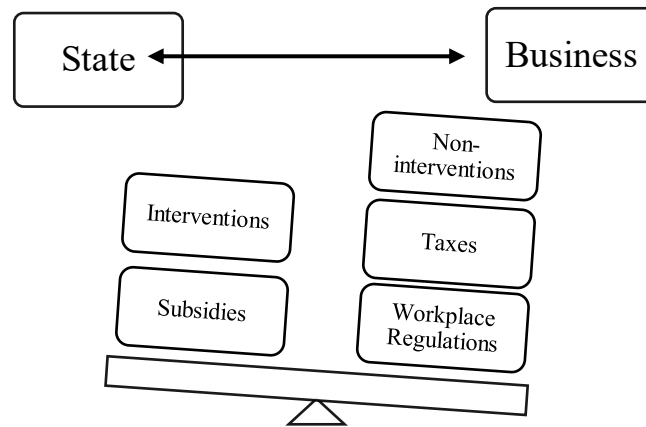 State
Business
Non-
interventions
Interventions
Taxes
Subsidies
Workplace
Regulations